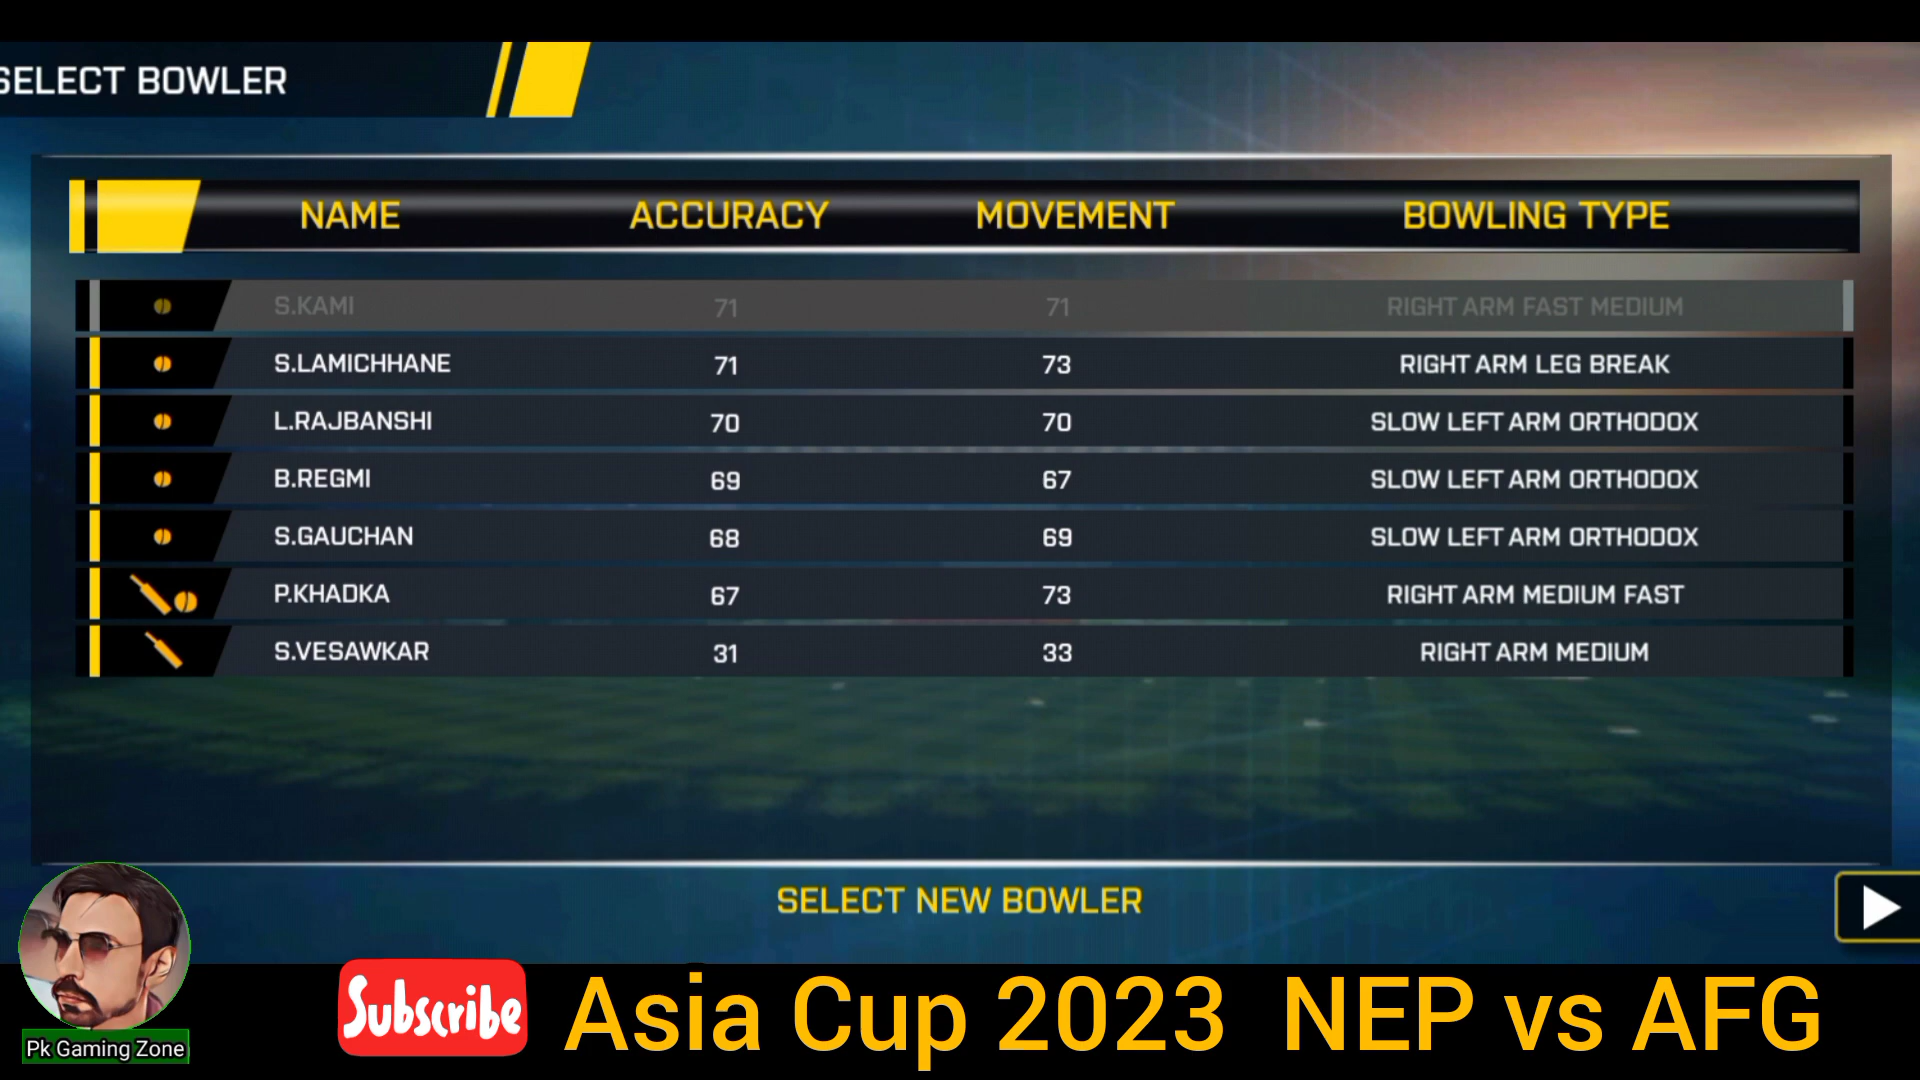 SELECT BOWLER
NAME ACCURACY MOVEMENT BOWLING TYPE
S.KAMI 71 71 RIGHT ARM FAST MEDIUM
S.LAMICHHANE 71 73 RIGHT ARM LEG BREAK
L.RAJBANSHI 70 70 SLOW LEFT ARM ORTHODOX
B.REGMI 69 67 SLOW LEFT ARM ORTHODOX
S.GAUCHAN 68 69 SLOW LEFT ARM ORTHODOX
P.KHADKA 67 73 RIGHT ARM MEDIUM FAST
S.VESAWKAR 31 33 RIGHT ARM MEDIUM
SELECT NEW BOWLER
Subscribe Asia Cup 2023 NEP vs AFG
Pk Gaming Zone